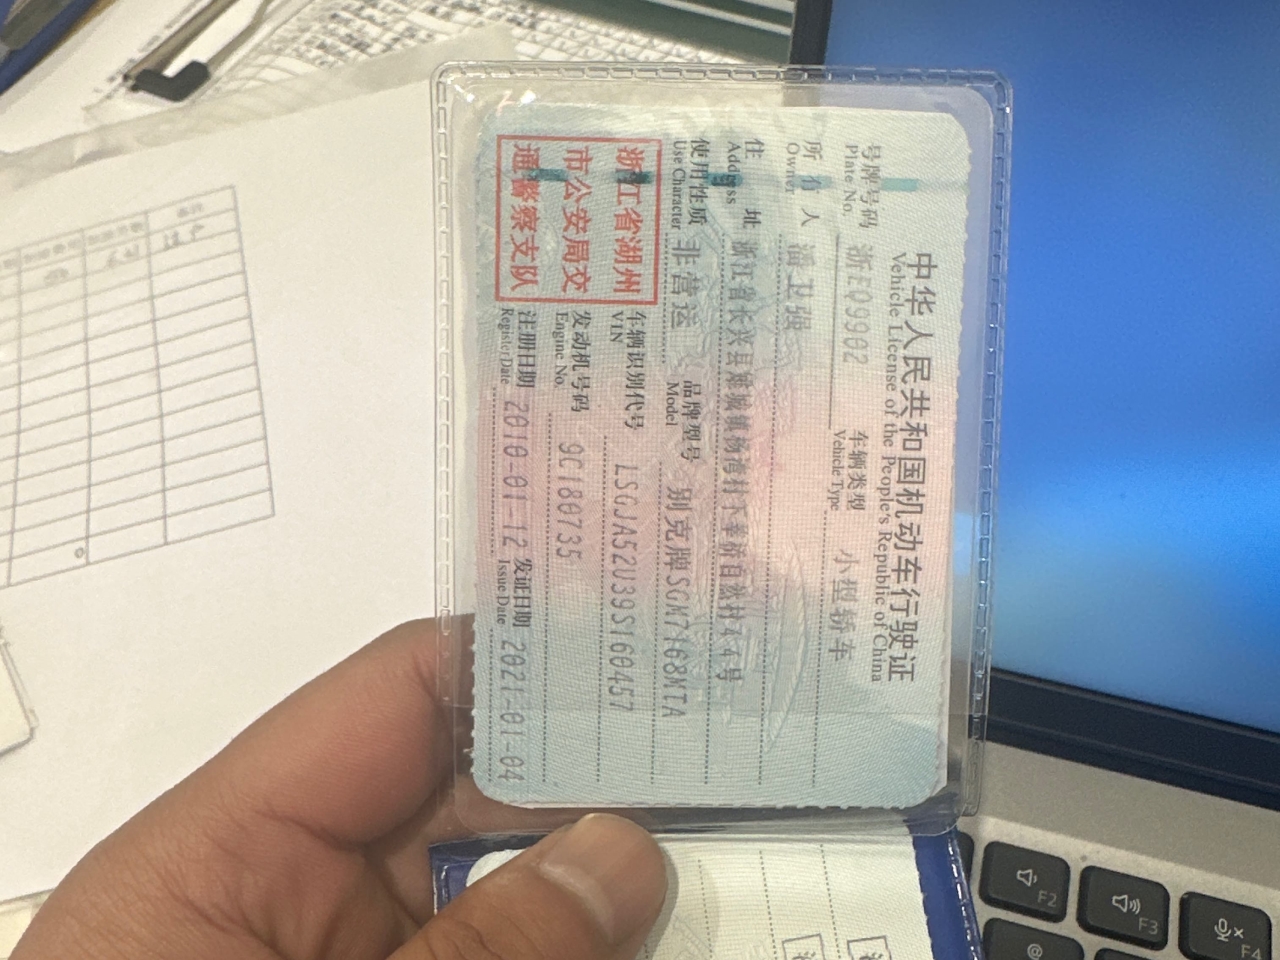 中华人民共和国机动车行驶证
Vehicle License of the People's Republic of China
号牌号码 浙EQ9902 车辆类型 小型轿车
Plate No. Vehicle Type
所有人 潘卫强
Owner
住址 浙江省长兴县雉城镇杨湾村下莘桥自然村44号
Address
使用性质 非营运 品牌型号 别克牌SGM7168MTA
Use Character Model
浙江省湖州
市公安局交
通警察支队
车辆识别代号 LSGJA52U39S160457
VIN
发动机号码 9C180735
Engine No.
注册日期 2010-01-12 发证日期 2021-01-04
Register Date Issue Date
F2
F3
F4
@